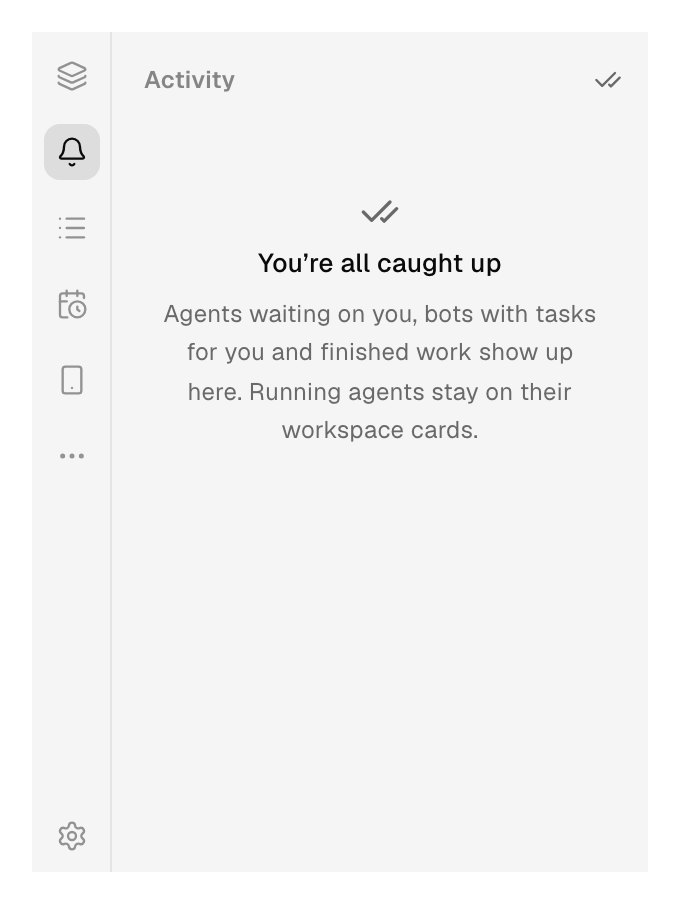 Activity
You’re all caught up
Agents waiting on you, bots with tasks
for you and finished work show up
here. Running agents stay on their
workspace cards.